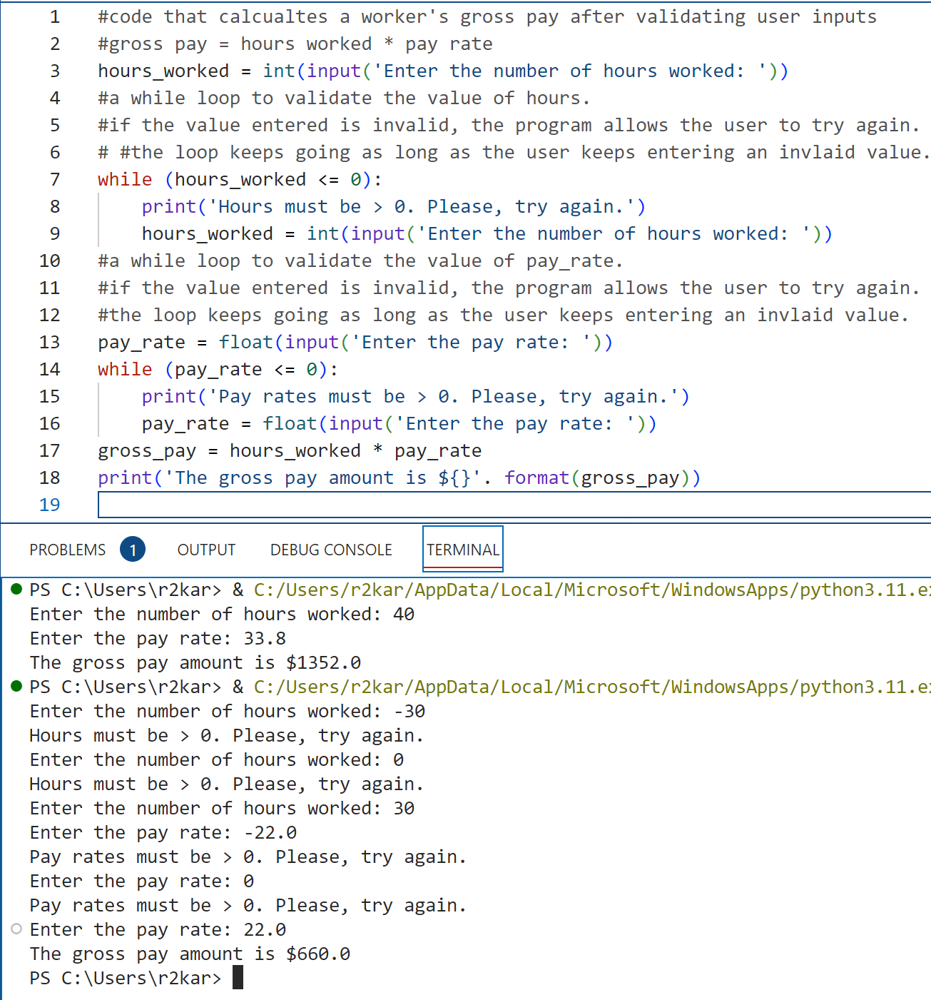 1 #code that calcualtes a worker's gross pay after validating user inputs
2 #gross pay = hours worked * pay rate
3 hours_worked = int(input('Enter the number of hours worked: '))
4 #a while loop to validate the value of hours.
5 #if the value entered is invalid, the program allows the user to try again.
6 # #the loop keeps going as long as the user keeps entering an invlaid value.
7 while (hours_worked <= 0):
8     print('Hours must be > 0. Please, try again.')
9     hours_worked = int(input('Enter the number of hours worked: '))
10 #a while loop to validate the value of pay_rate.
11 #if the value entered is invalid, the program allows the user to try again.
12 #the loop keeps going as long as the user keeps entering an invlaid value.
13 pay_rate = float(input('Enter the pay rate: '))
14 while (pay_rate <= 0):
15     print('Pay rates must be > 0. Please, try again.')
16     pay_rate = float(input('Enter the pay rate: '))
17 gross_pay = hours_worked * pay_rate
18 print('The gross pay amount is ${}'. format(gross_pay))
19
PROBLEMS 1 OUTPUT DEBUG CONSOLE TERMINAL
PS C:\Users\r2kar> & C:/Users/r2kar/AppData/Local/Microsoft/WindowsApps/python3.11.ex
Enter the number of hours worked: 40
Enter the pay rate: 33.8
The gross pay amount is $1352.0
PS C:\Users\r2kar> & C:/Users/r2kar/AppData/Local/Microsoft/WindowsApps/python3.11.ex
Enter the number of hours worked: -30
Hours must be > 0. Please, try again.
Enter the number of hours worked: 0
Hours must be > 0. Please, try again.
Enter the number of hours worked: 30
Enter the pay rate: -22.0
Pay rates must be > 0. Please, try again.
Enter the pay rate: 0
Pay rates must be > 0. Please, try again.
Enter the pay rate: 22.0
The gross pay amount is $660.0
PS C:\Users\r2kar>